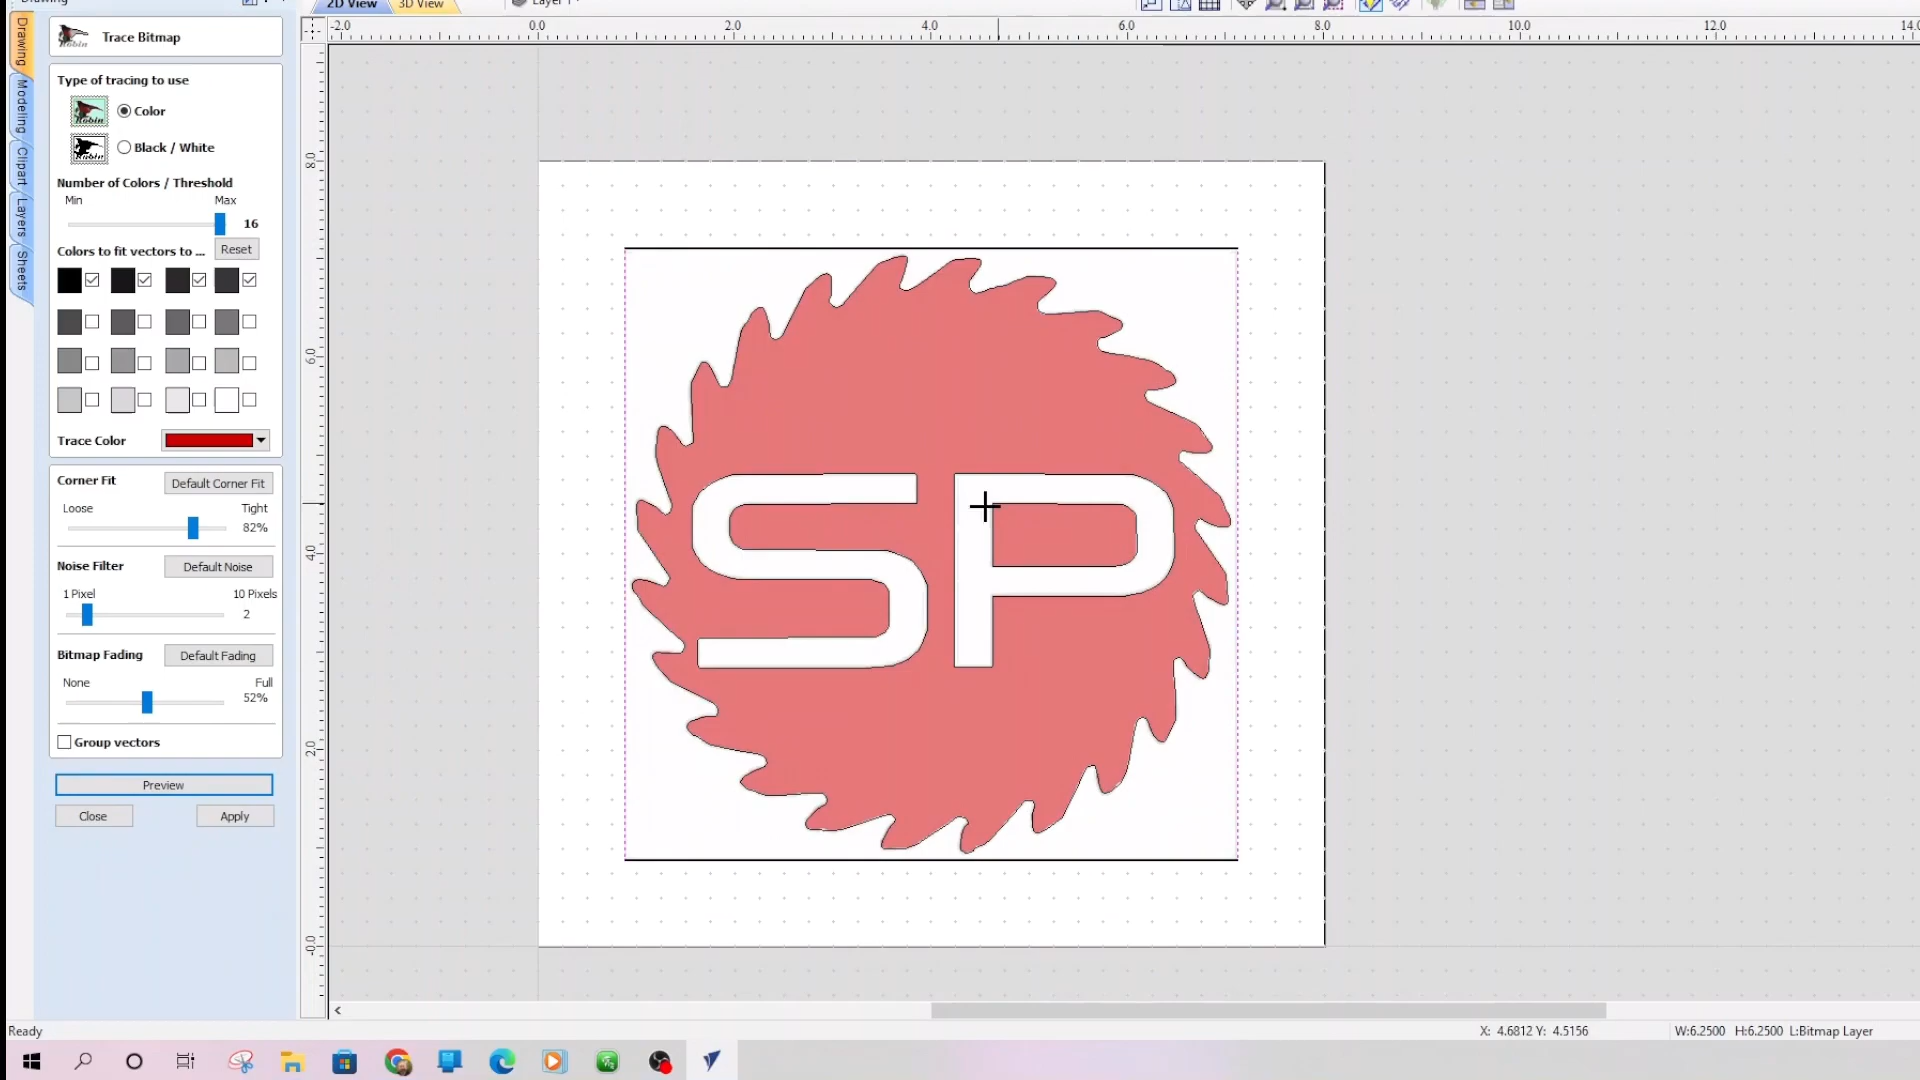 Drawing
2D View 3D View Layer 1
Drawing
Modeling
Clipart
Layers
Sheets
Trace Bitmap
Type of tracing to use
Robin Color
Robin Black / White
Number of Colors / Threshold
Min Max
16
Colors to fit vectors to ... Reset
Trace Color
Corner Fit Default Corner Fit
Loose Tight
82%
Noise Filter Default Noise
1 Pixel 10 Pixels
2
Bitmap Fading Default Fading
None Full
52%
Group vectors
Preview
Close Apply
-2.0 0.0 2.0 4.0 6.0 8.0 10.0 12.0 14.0
8.0
6.0
4.0
2.0
-0.0
SP
Ready X: 4.6812 Y: 4.5156 W:6.2500 H:6.2500 L:Bitmap Layer